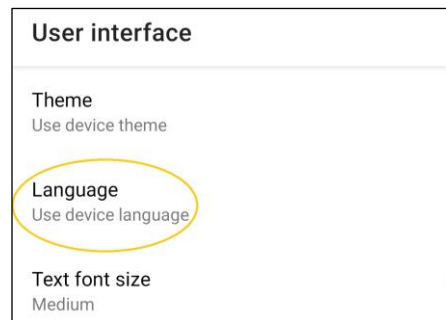 User interface
Theme
Use device theme
Language
Use device language
Text font size
Medium